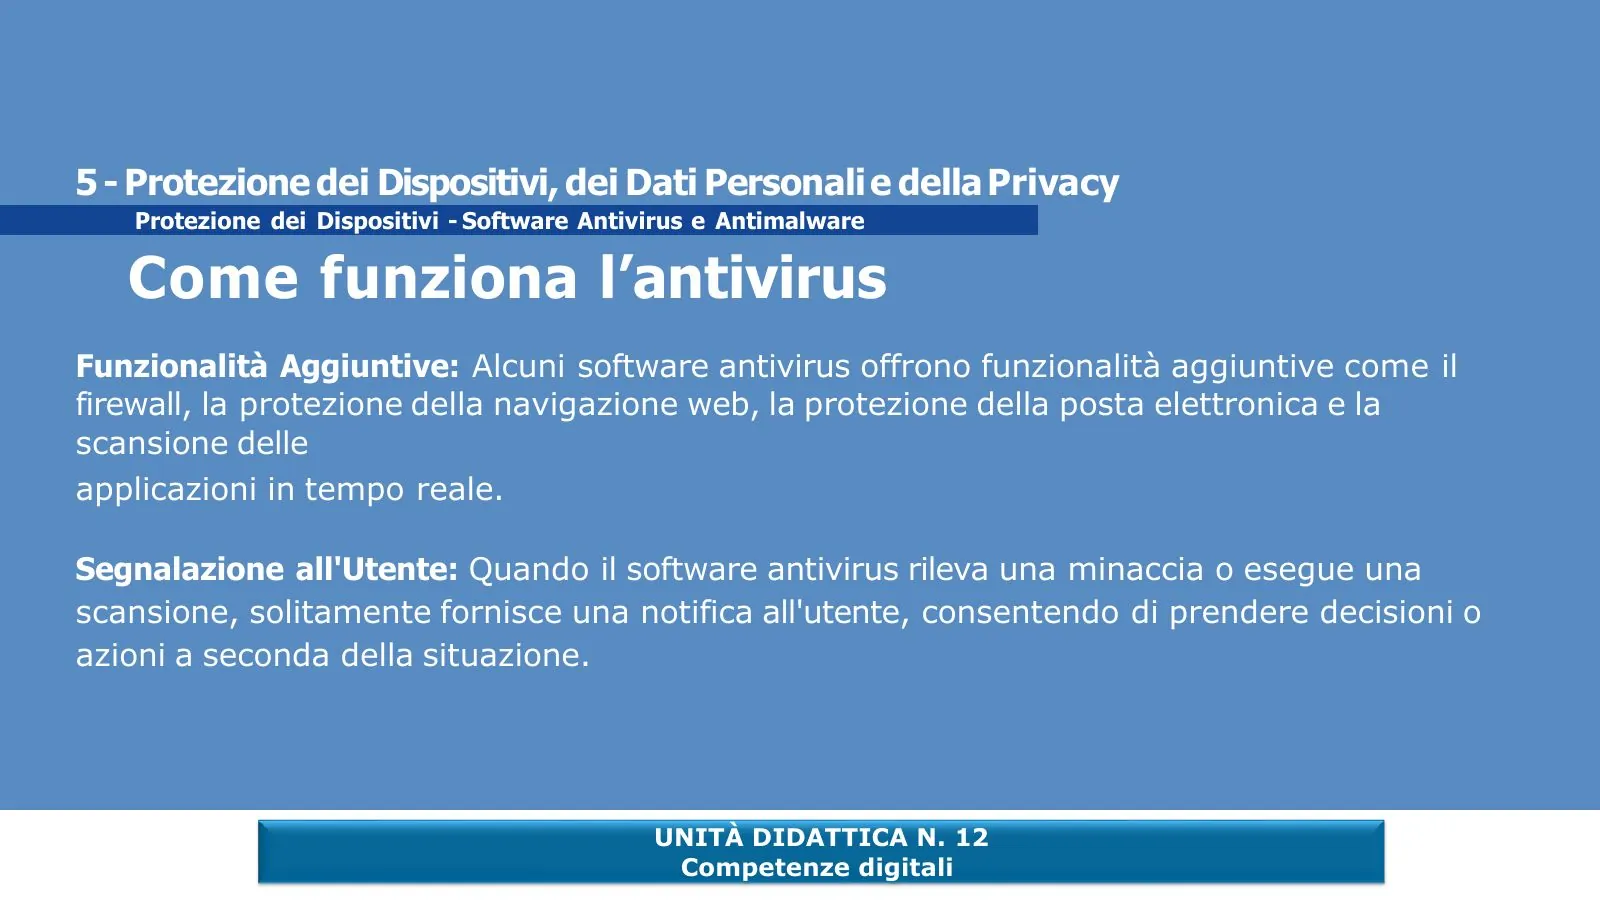 5 - Protezione dei Dispositivi, dei Dati Personali e della Privacy
Protezione dei Dispositivi - Software Antivirus e Antimalware
Come funziona l’antivirus
Funzionalità Aggiuntive: Alcuni software antivirus offrono funzionalità aggiuntive come il
firewall, la protezione della navigazione web, la protezione della posta elettronica e la
scansione delle
applicazioni in tempo reale.
Segnalazione all'Utente: Quando il software antivirus rileva una minaccia o esegue una
scansione, solitamente fornisce una notifica all'utente, consentendo di prendere decisioni o
azioni a seconda della situazione.
UNITÀ DIDATTICA N. 12
Competenze digitali